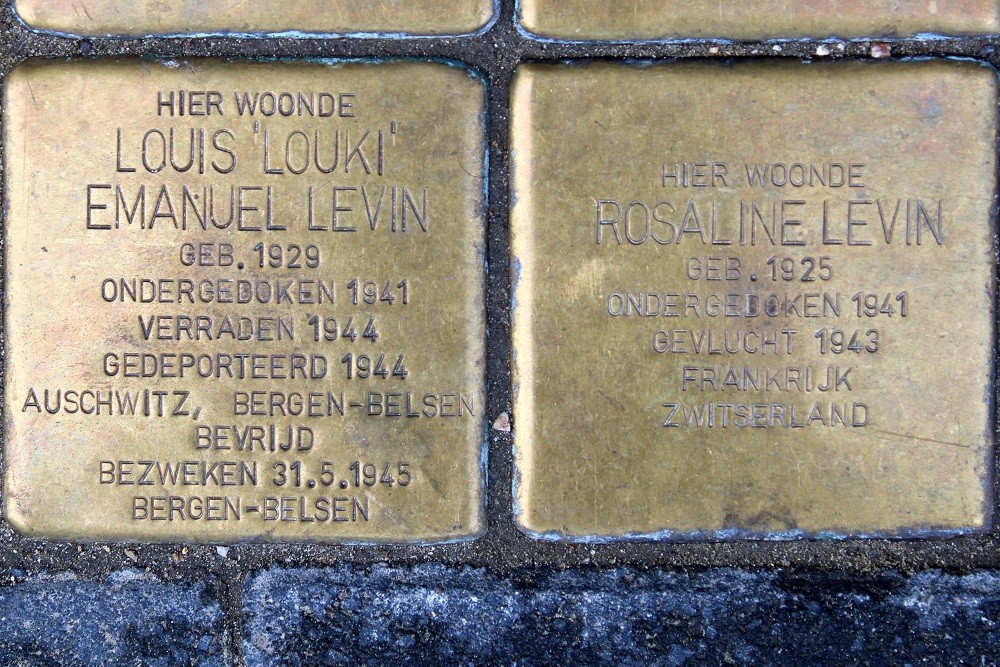 HIER WOONDE
LOUIS 'LOUKI'
EMANUEL LEVIN
GEB. 1929
ONDERGEDOKEN 1941
VERRADEN 1944
GEDEPORTEERD 1944
AUSCHWITZ, BERGEN-BELSEN
BEVRIJD
BEZWEKEN 31.5.1945
BERGEN-BELSEN
HIER WOONDE
ROSALINE LEVIN
GEB. 1925
ONDERGEDOKEN 1941
GEVLUCHT 1943
FRANKRIJK
ZWITSERLAND